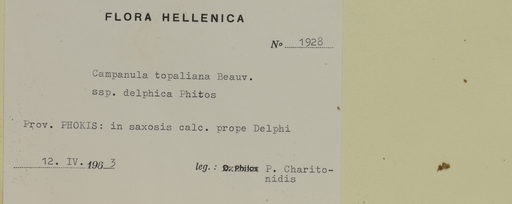 FLORA HELLENICA
No 1928
Campanula topaliana Beauv.
ssp. delphica Phitos
Prov. PHOKIS: in saxosis calc. prope Delphi
12. IV. 1963 leg.: D. Phitos P. Charito-
nidis